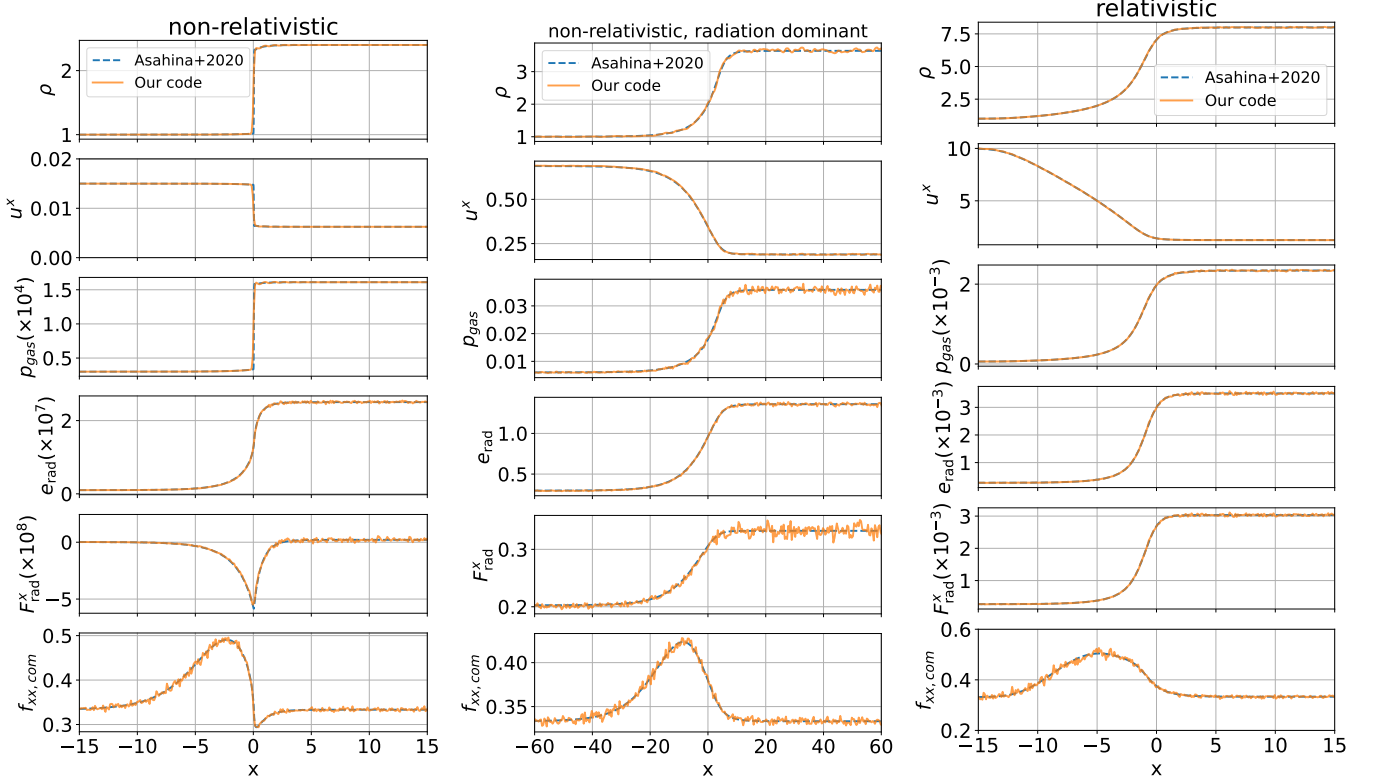 non-relativistic
Asahina+2020
Our code
ρ
2
1
u^x
0.02
0.01
0.00
p_gas(×10^4)
1.5
1.0
0.5
e_rad(×10^7)
2
0
F^x_rad(×10^8)
0
−5
f_xx,com
0.5
0.4
0.3
−15 −10 −5 0 5 10 15
x
non-relativistic, radiation dominant
Asahina+2020
Our code
ρ
3
2
1
u^x
0.50
0.25
p_gas
0.03
0.02
0.01
e_rad
1.0
0.5
F^x_rad
0.3
0.2
f_xx,com
0.40
0.35
−60 −40 −20 0 20 40 60
x
relativistic
Asahina+2020
Our code
ρ
7.5
5.0
2.5
u^x
10
5
p_gas(×10^−3)
2
0
e_rad(×10^−3)
3
2
1
F^x_rad(×10^−3)
3
2
1
f_xx,com
0.6
0.4
0.2
−15 −10 −5 0 5 10 15
x